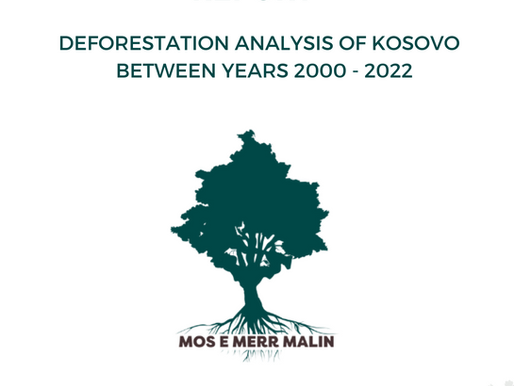 DEFORESTATION ANALYSIS OF KOSOVO
BETWEEN YEARS 2000 - 2022
MOS E MERR MALIN